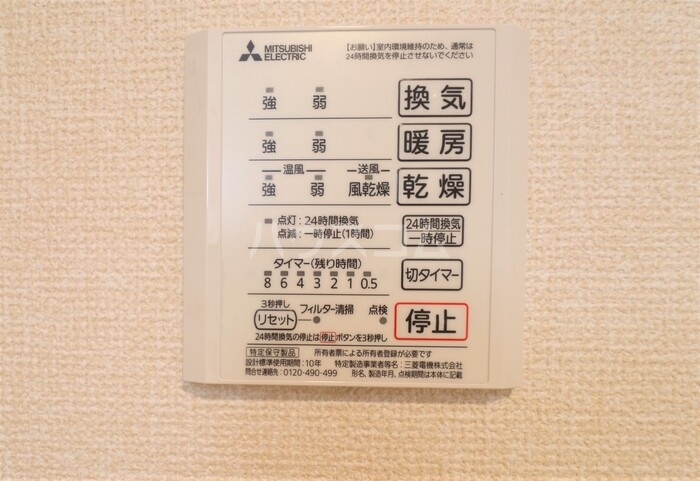 MITSUBISHI
ELECTRIC
【お願い】室内環境維持のため、通常は
24時間換気を停止させないでください
強 弱 換気
強 弱 暖房
温風 送風
強 弱 風乾燥 乾燥
点灯：24時間換気
点滅：一時停止(1時間)
24時間換気
一時停止
タイマー(残り時間)
8 6 4 3 2 1 0.5
切タイマー
3秒押し
リセット フィルター清掃 点検
停止
24時間換気の停止は停止ボタンを3秒押し
特定保守製品 所有者票による所有者登録が必要です
設計標準使用期間：10年 特定製造事業者等名：三菱電機株式会社
問合せ連絡先：0120-490-499 形名、製造年月、点検期間は本体に記載
ハウスコム